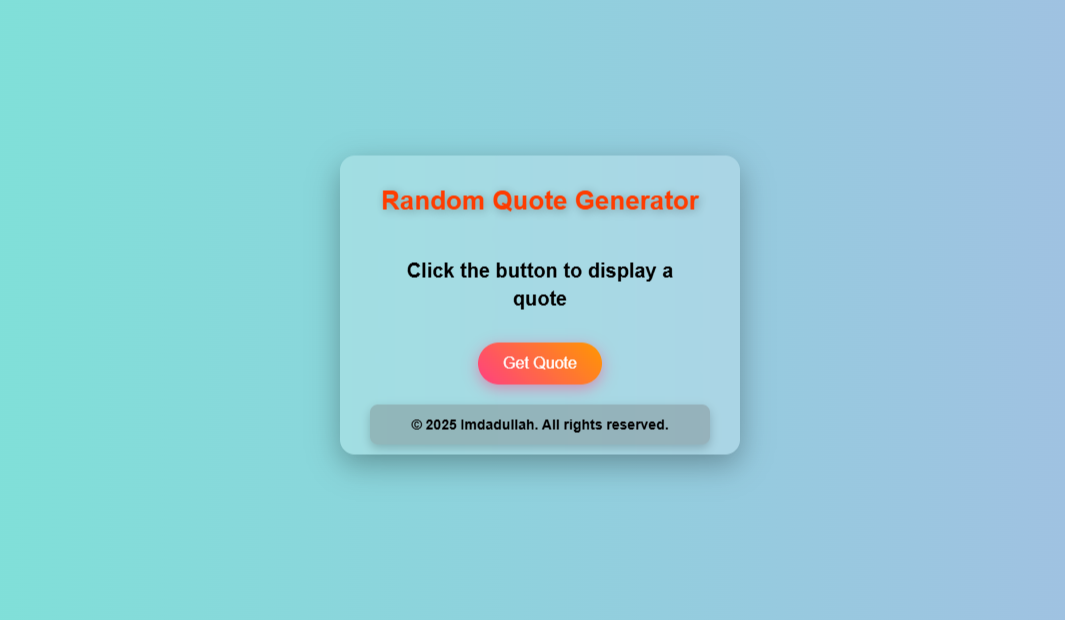 Random Quote Generator
Click the button to display a
quote
Get Quote
© 2025 Imdadullah. All rights reserved.